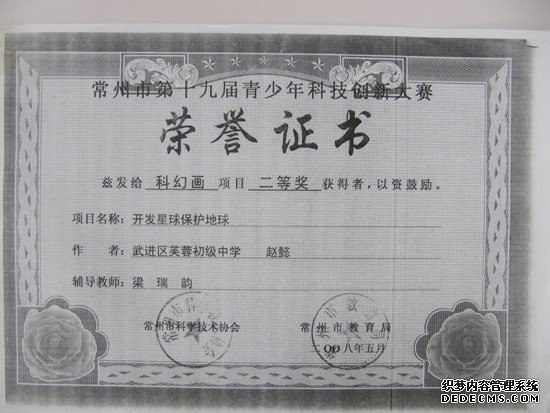 常州市第十九届青少年科技创新大赛
荣誉证书
兹发给 科幻画 项目 二等奖 获得者，以资鼓励。
项目名称：开发星球保护地球
作 者：武进区芙蓉初级中学 赵懿
辅导教师：梁瑞韵
常州市科学技术协会 常州市教育局
二〇〇八年五月
织梦内容管理系统
DEDECMS.COM